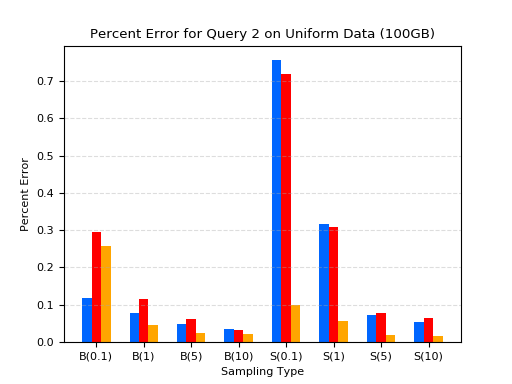 Percent Error for Query 2 on Uniform Data (100GB)
Percent Error
0.7
0.6
0.5
0.4
0.3
0.2
0.1
0.0
B(0.1) B(1) B(5) B(10) S(0.1) S(1) S(5) S(10)
Sampling Type